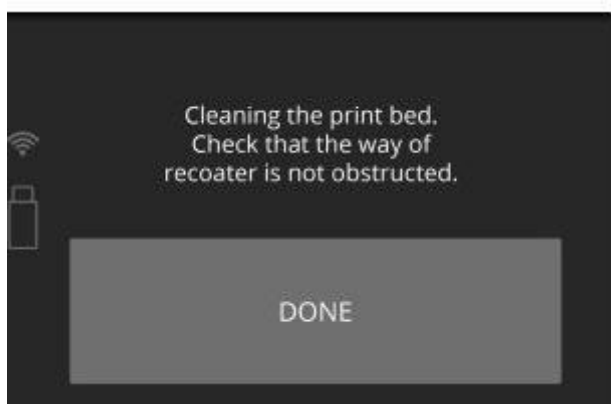 Cleaning the print bed.
Check that the way of
recoater is not obstructed.
DONE